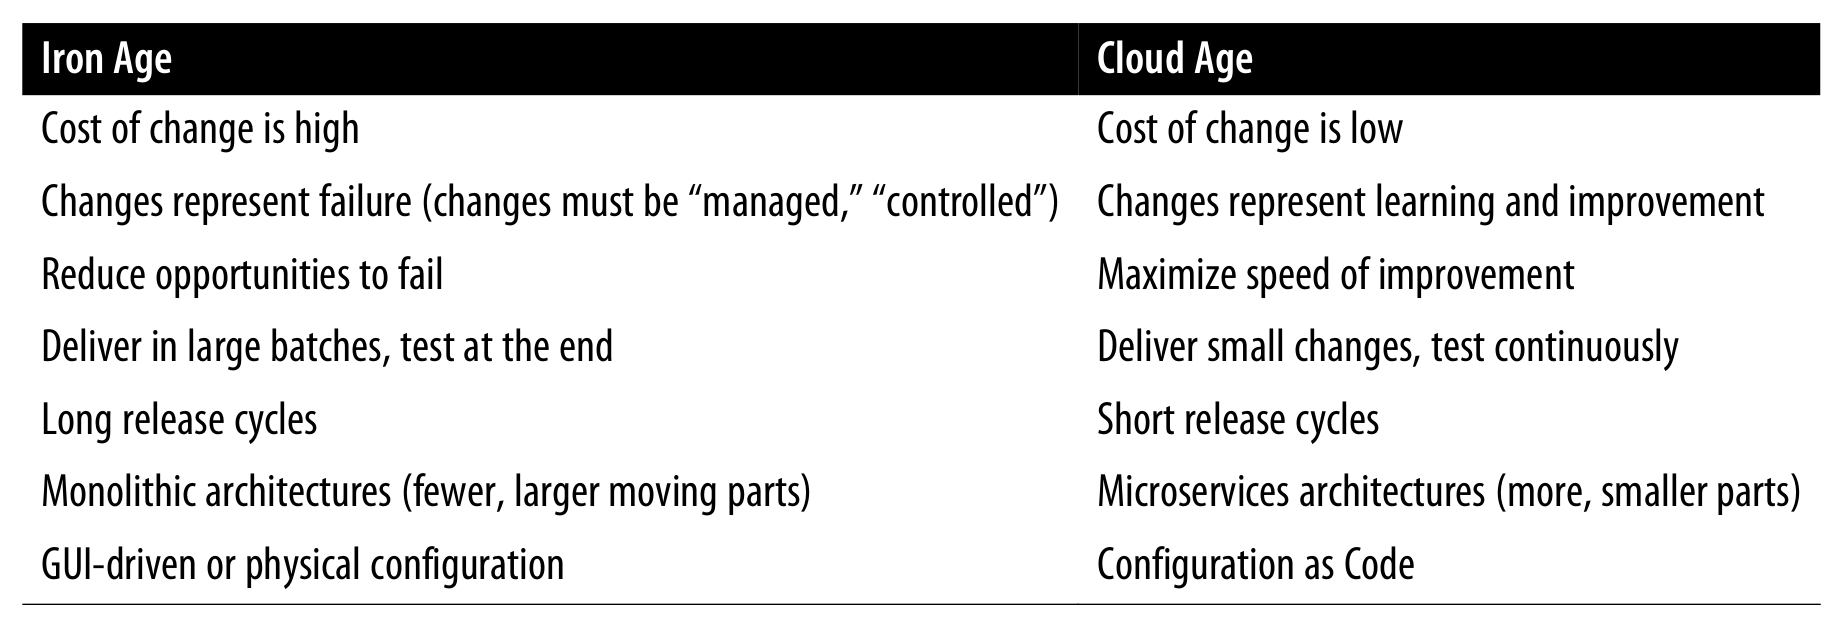 Iron Age Cloud Age
Cost of change is high Cost of change is low
Changes represent failure (changes must be “managed,” “controlled”) Changes represent learning and improvement
Reduce opportunities to fail Maximize speed of improvement
Deliver in large batches, test at the end Deliver small changes, test continuously
Long release cycles Short release cycles
Monolithic architectures (fewer, larger moving parts) Microservices architectures (more, smaller parts)
GUI-driven or physical configuration Configuration as Code